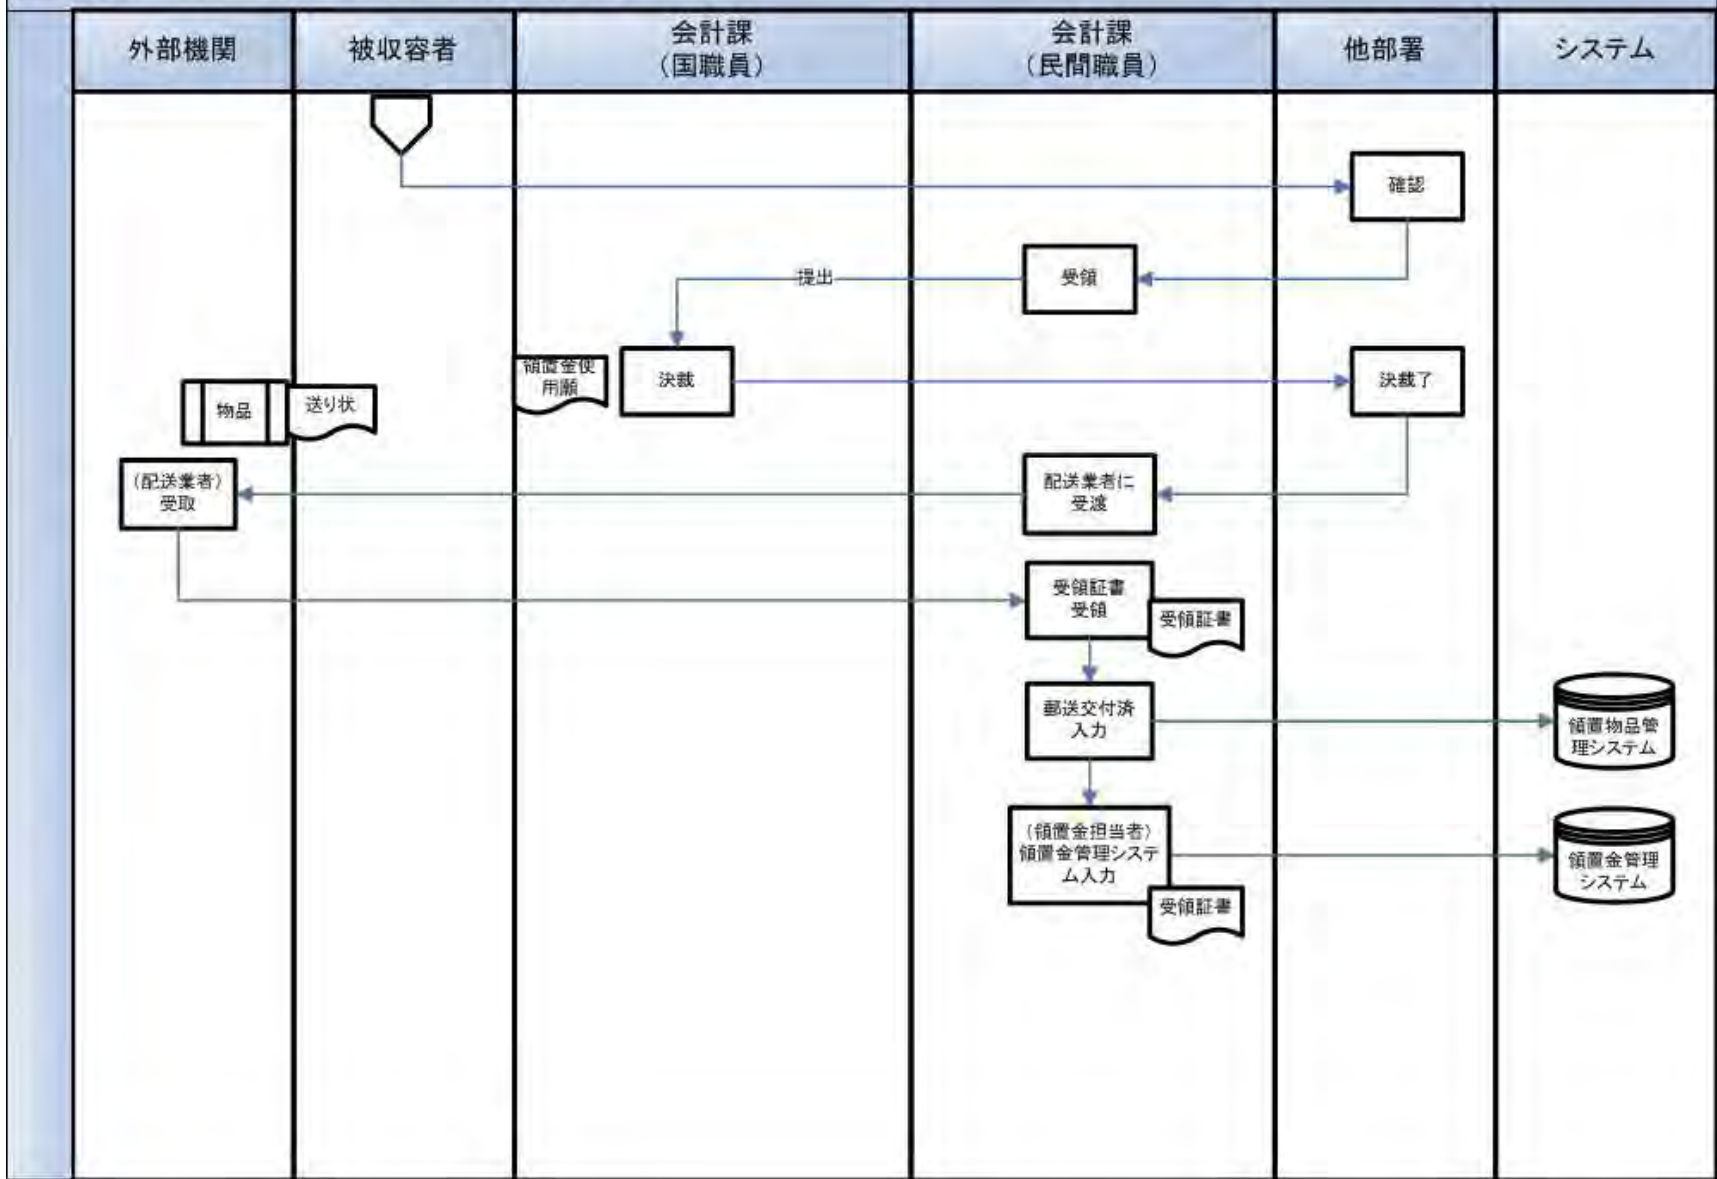 外部機関
被収容者
会計課
（国職員）
会計課
（民間職員）
他部署
システム
確認
受領
提出
領置金使
用願
決裁
決裁了
物品
送り状
（配送業者）
受取
配送業者に
受渡
受領証書
受領
受領証書
郵送交付済
入力
領置物品管
理システム
（領置金担当者）
領置金管理システ
ム入力
領置金管理
システム
受領証書